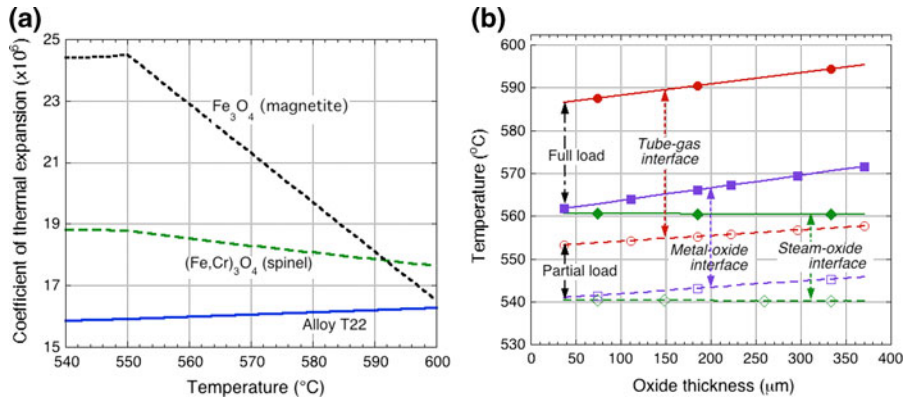 (a)
Coefficient of thermal expansion (x10⁶)
27
25
23
21
19
18
15
540
550
560
570
580
590
600
Temperature (°C)
Fe₃O₄ (magnetite)
(Fe,Cr)₃O₄ (spinel)
Alloy T22
(b)
Temperature (°C)
600
590
580
570
560
550
540
530
0
50
100
150
200
250
300
350
400
Oxide thickness (μm)
Full load
Tube-gas
interface
Partial load
Metal-oxide
interface
Steam-oxide
interface